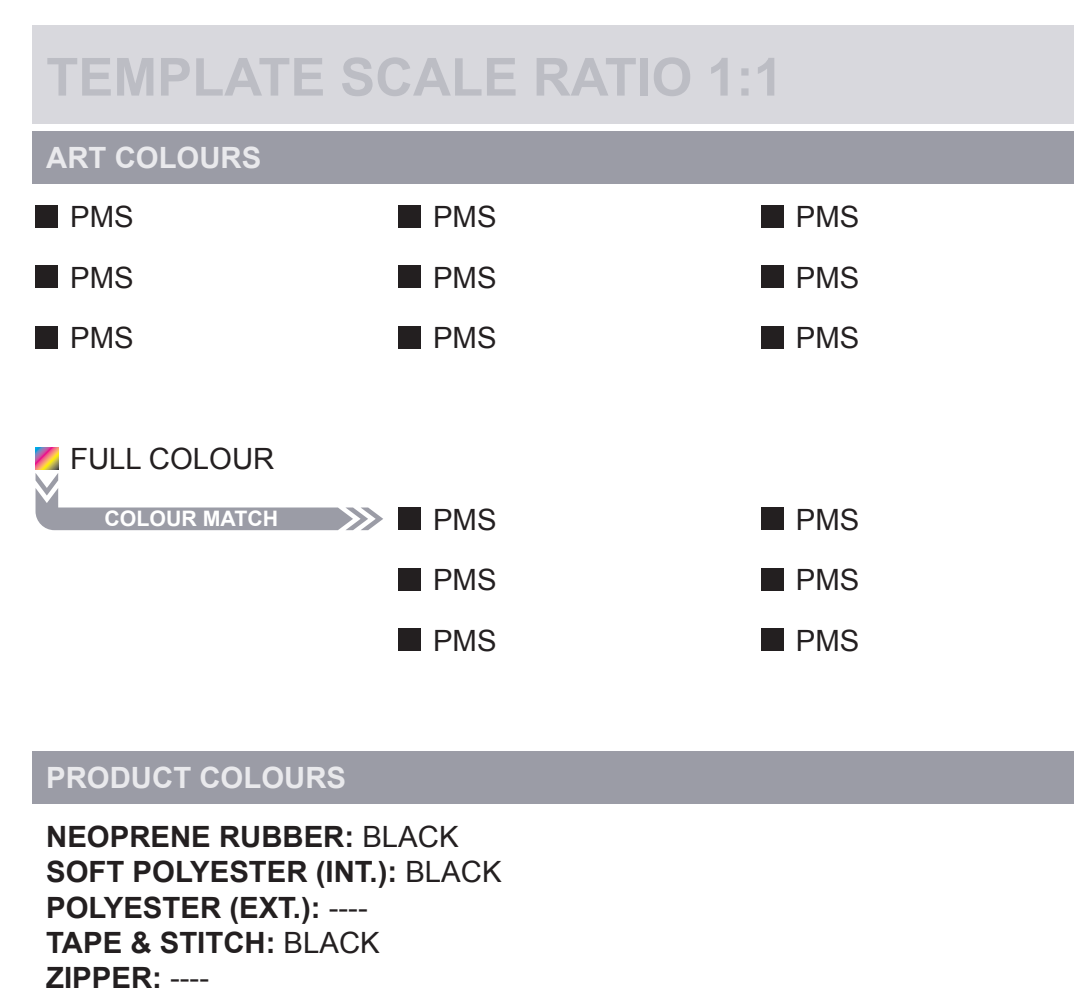 TEMPLATE SCALE RATIO 1:1
ART COLOURS
PMS PMS PMS
PMS PMS PMS
PMS PMS PMS
FULL COLOUR
COLOUR MATCH PMS PMS
PMS PMS
PMS PMS
PRODUCT COLOURS
NEOPRENE RUBBER: BLACK
SOFT POLYESTER (INT.): BLACK
POLYESTER (EXT.): ----
TAPE & STITCH: BLACK
ZIPPER: ----